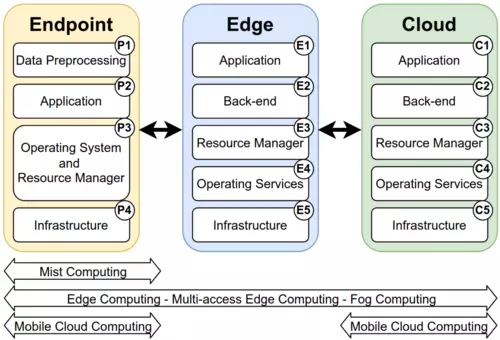 Endpoint
P1
Data Preprocessing
P2
Application
P3
Operating System
and
Resource Manager
P4
Infrastructure
Edge
E1
Application
E2
Back-end
E3
Resource Manager
E4
Operating Services
E5
Infrastructure
Cloud
C1
Application
C2
Back-end
C3
Resource Manager
C4
Operating Services
C5
Infrastructure
Mist Computing
Edge Computing - Multi-access Edge Computing - Fog Computing
Mobile Cloud Computing
Mobile Cloud Computing